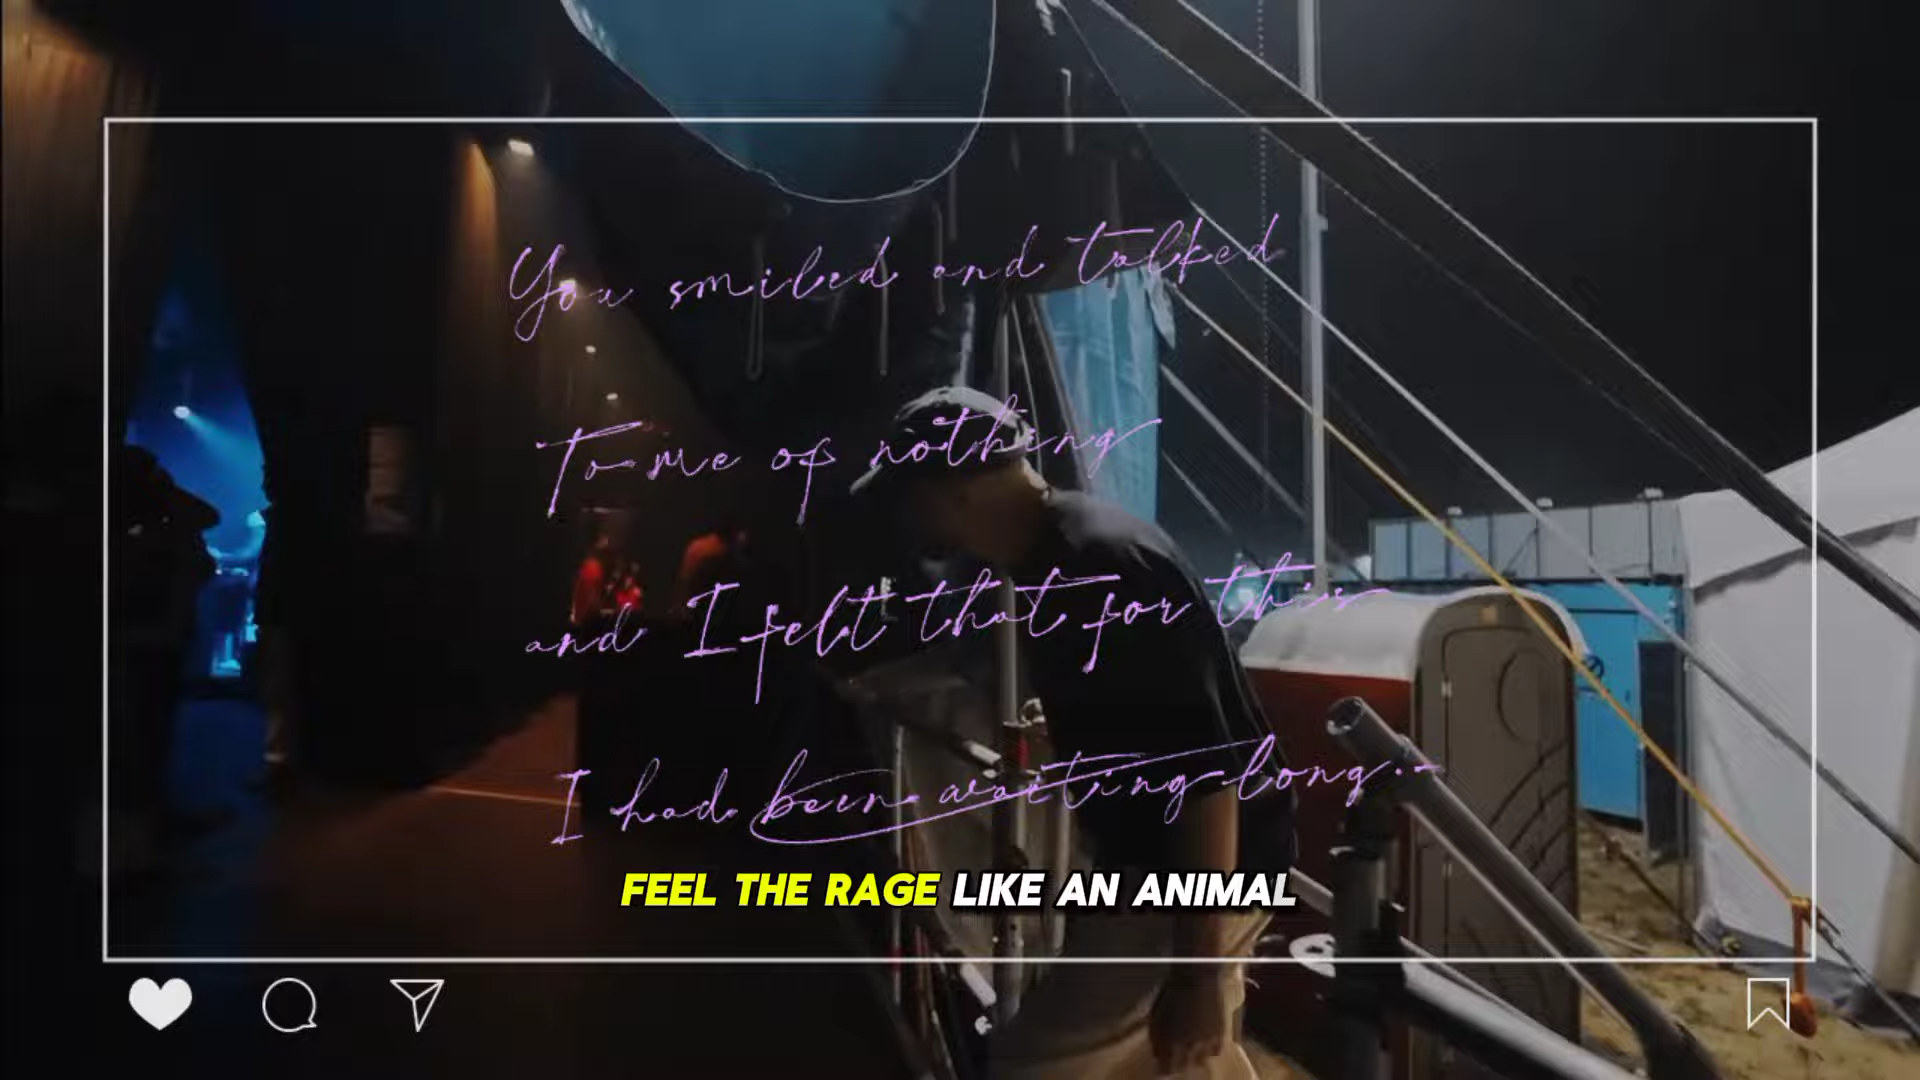 You smiled and talked
To me of nothing
and I felt that for this
I had been waiting long.
FEEL THE RAGE LIKE AN ANIMAL